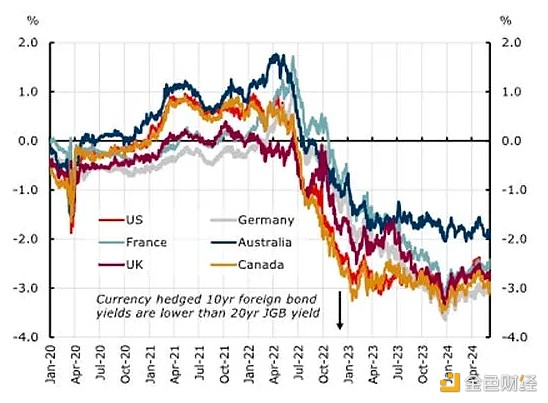 % %
2.0 2.0
1.0 1.0
0.0 0.0
-1.0 -1.0
-2.0 -2.0
-3.0 -3.0
-4.0 -4.0
US Germany
France Australia
UK Canada
Currency hedged 10yr foreign bond
yields are lower than 20yr JGB yield
Jan-20 Apr-20 Jul-20 Oct-20 Jan-21 Apr-21 Jul-21 Oct-21 Jan-22 Apr-22 Jul-22 Oct-22 Jan-23 Apr-23 Jul-23 Oct-23 Jan-24 Apr-24
金色财经